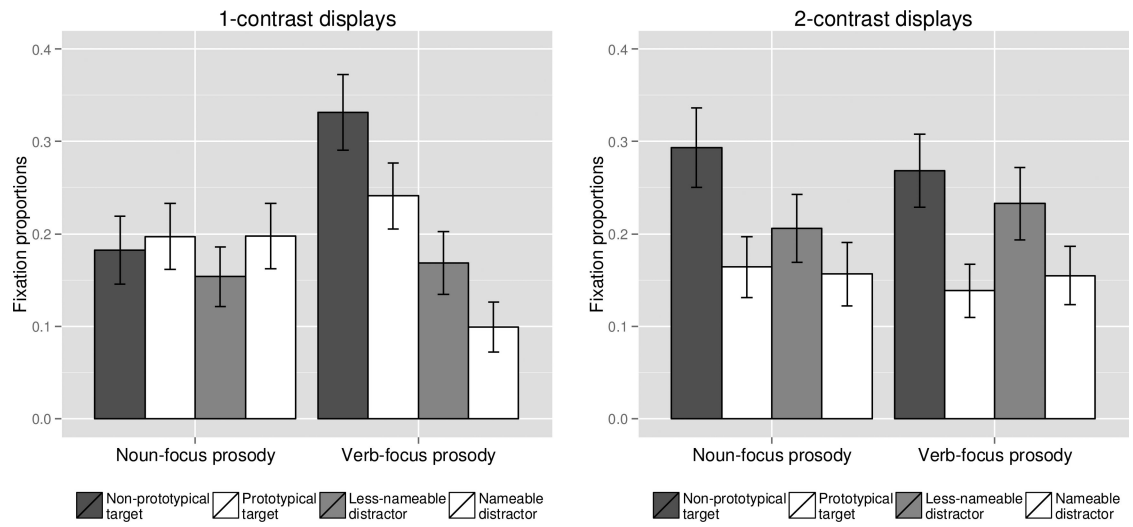 1-contrast displays
Fixation proportions
0.4
0.3
0.2
0.1
0.0
Noun-focus prosody
Verb-focus prosody
Non-prototypical
target
Prototypical
target
Less-nameable
distractor
Nameable
distractor
2-contrast displays
Fixation proportions
0.4
0.3
0.2
0.1
0.0
Noun-focus prosody
Verb-focus prosody
Non-prototypical
target
Prototypical
target
Less-nameable
distractor
Nameable
distractor